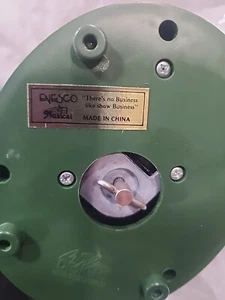 ENESCO
Musical
"There's no Business
like show Business"
MADE IN CHINA